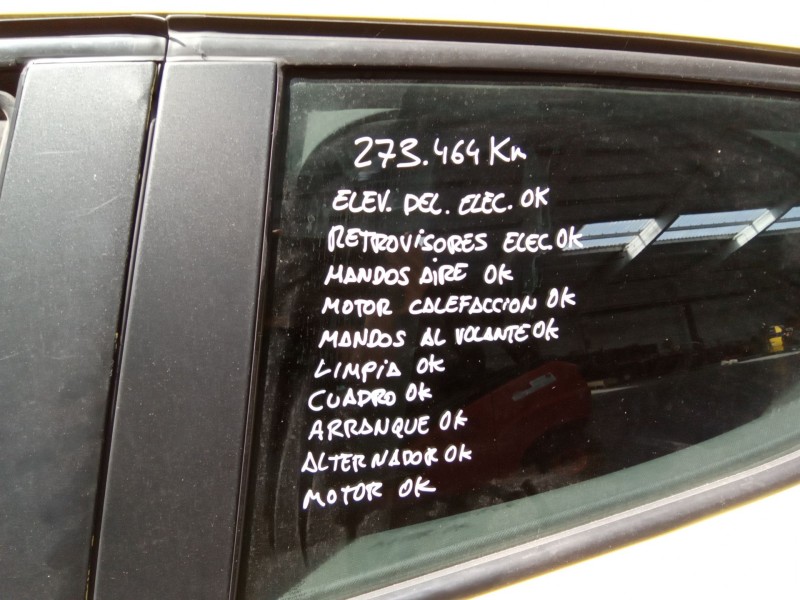 273.464 Km
ELEV. DEL. ELEC. OK
RETROVISORES ELEC. OK
MANDOS AIRE OK
MOTOR CALEFACCION OK
MANDOS AL VOLANTE OK
LIMPIA OK
CUADRO OK
ARRANQUE OK
ALTERNADOR OK
MOTOR OK